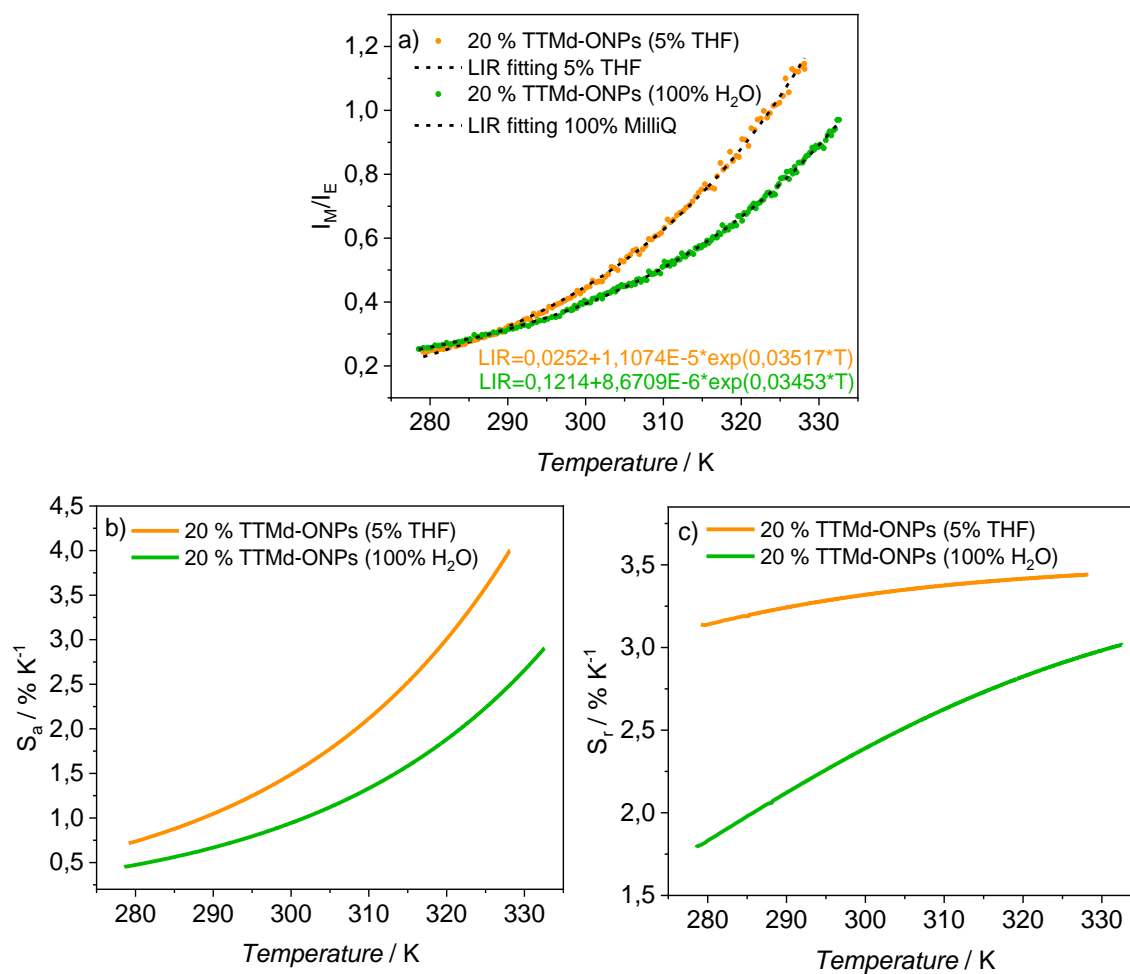 a)
20 % TTMd-ONPs (5% THF)
LIR fitting 5% THF
20 % TTMd-ONPs (100% H₂O)
LIR fitting 100% MilliQ
1,2
1,0
0,8
0,6
0,4
0,2
I_M/I_E
LIR=0,0252+1,1074E-5*exp(0,03517*T)
LIR=0,1214+8,6709E-6*exp(0,03453*T)
280 290 300 310 320 330
Temperature / K
b)
20 % TTMd-ONPs (5% THF)
20 % TTMd-ONPs (100% H₂O)
4,5
4,0
3,5
3,0
2,5
2,0
1,5
1,0
0,5
Sₐ / % K⁻¹
280 290 300 310 320 330
Temperature / K
c)
20 % TTMd-ONPs (5% THF)
20 % TTMd-ONPs (100% H₂O)
3,5
3,0
2,5
2,0
1,5
Sᵣ / % K⁻¹
280 290 300 310 320 330
Temperature / K